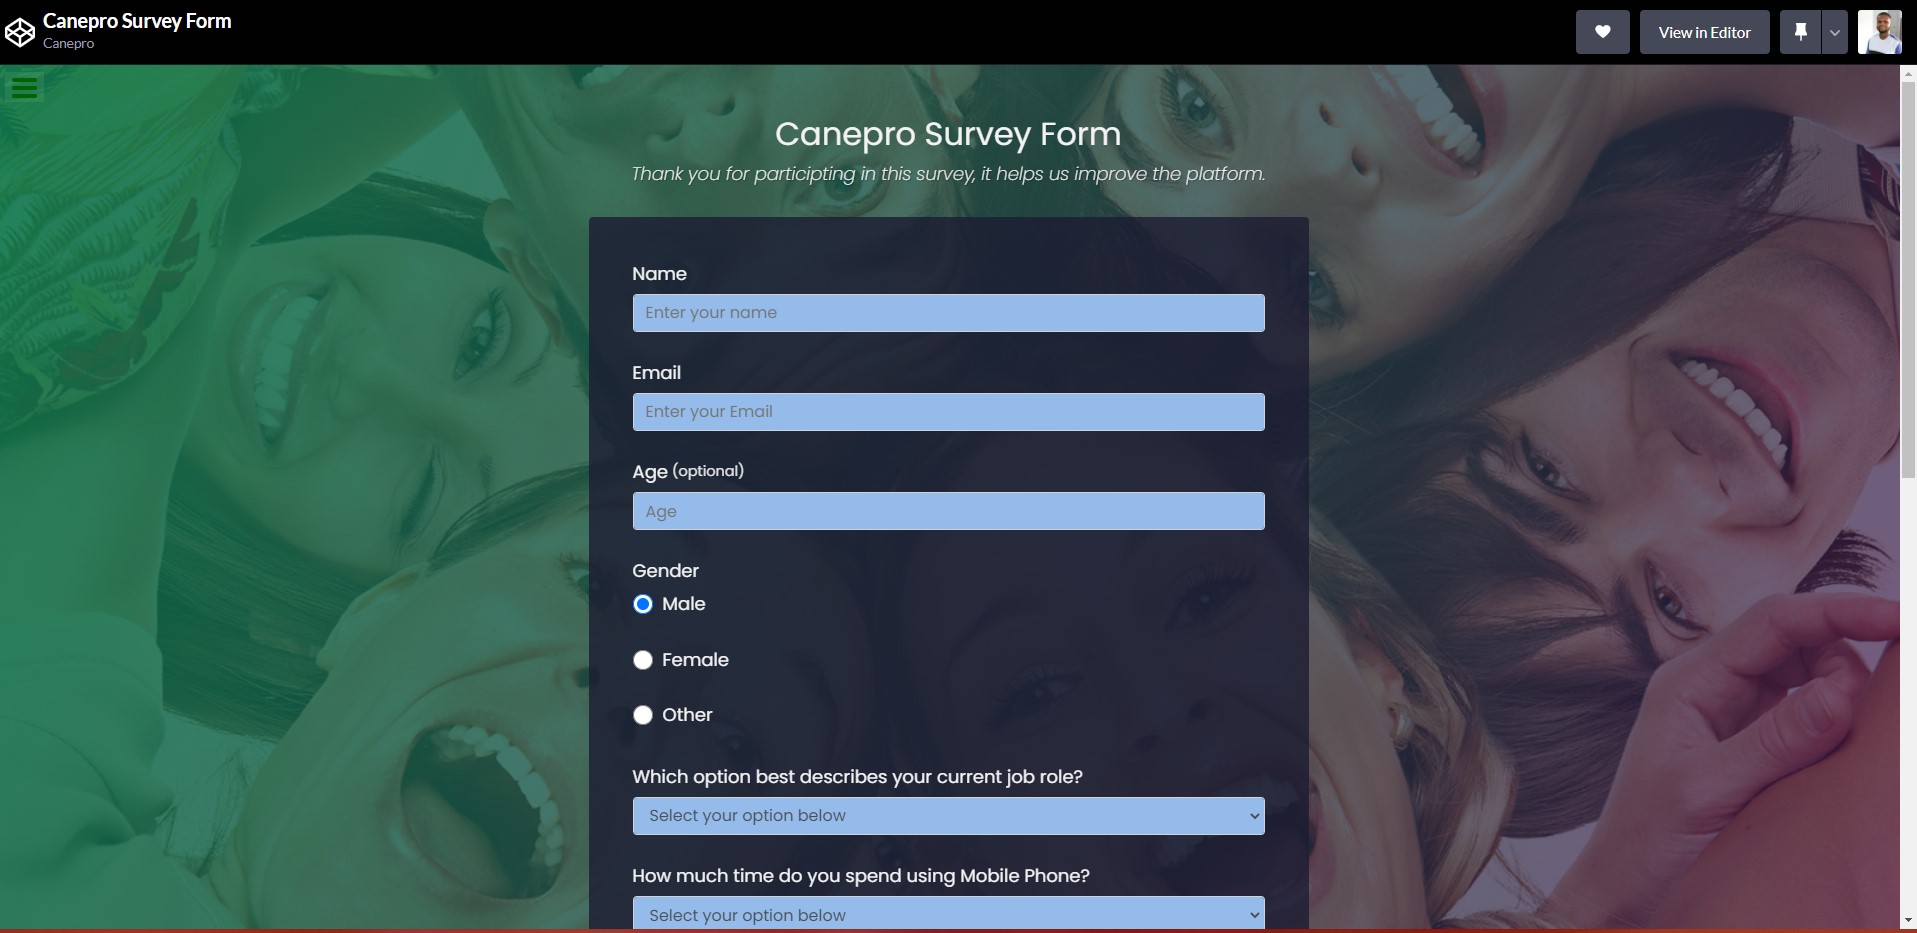 Canepro Survey Form
Canepro
View in Editor
Canepro Survey Form
Thank you for participting in this survey, it helps us improve the platform.
Name
Enter your name
Email
Enter your Email
Age (optional)
Age
Gender
Male
Female
Other
Which option best describes your current job role?
Select your option below
How much time do you spend using Mobile Phone?
Select your option below